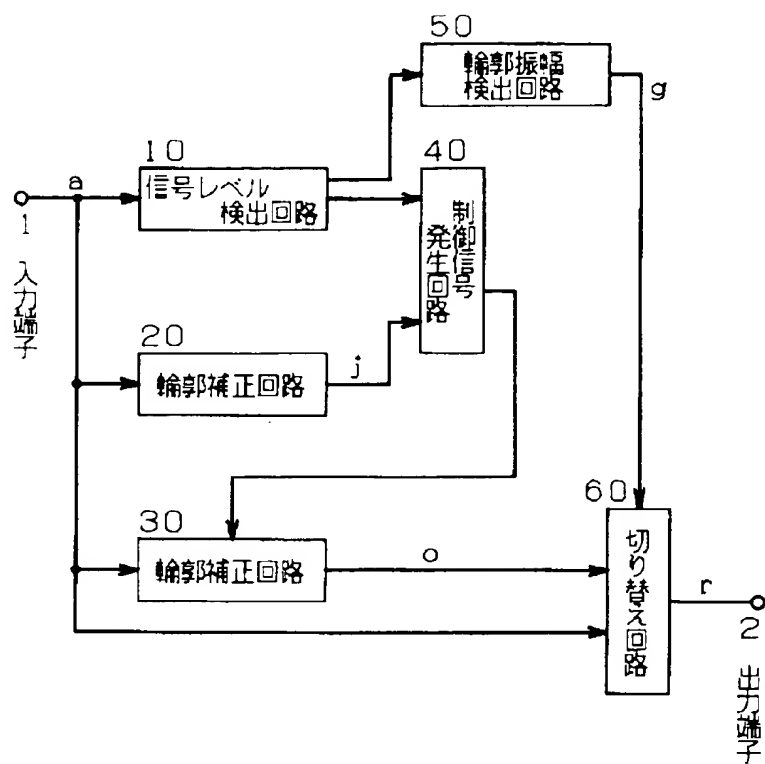 50
輪郭振幅
検出回路
g
10
40
a
信号レベル
検出回路
1
入力端子
制御信号
発生回路
20
j
輪郭補正回路
60
30
輪郭補正回路
o
切り替え回路
r
2
出力端子